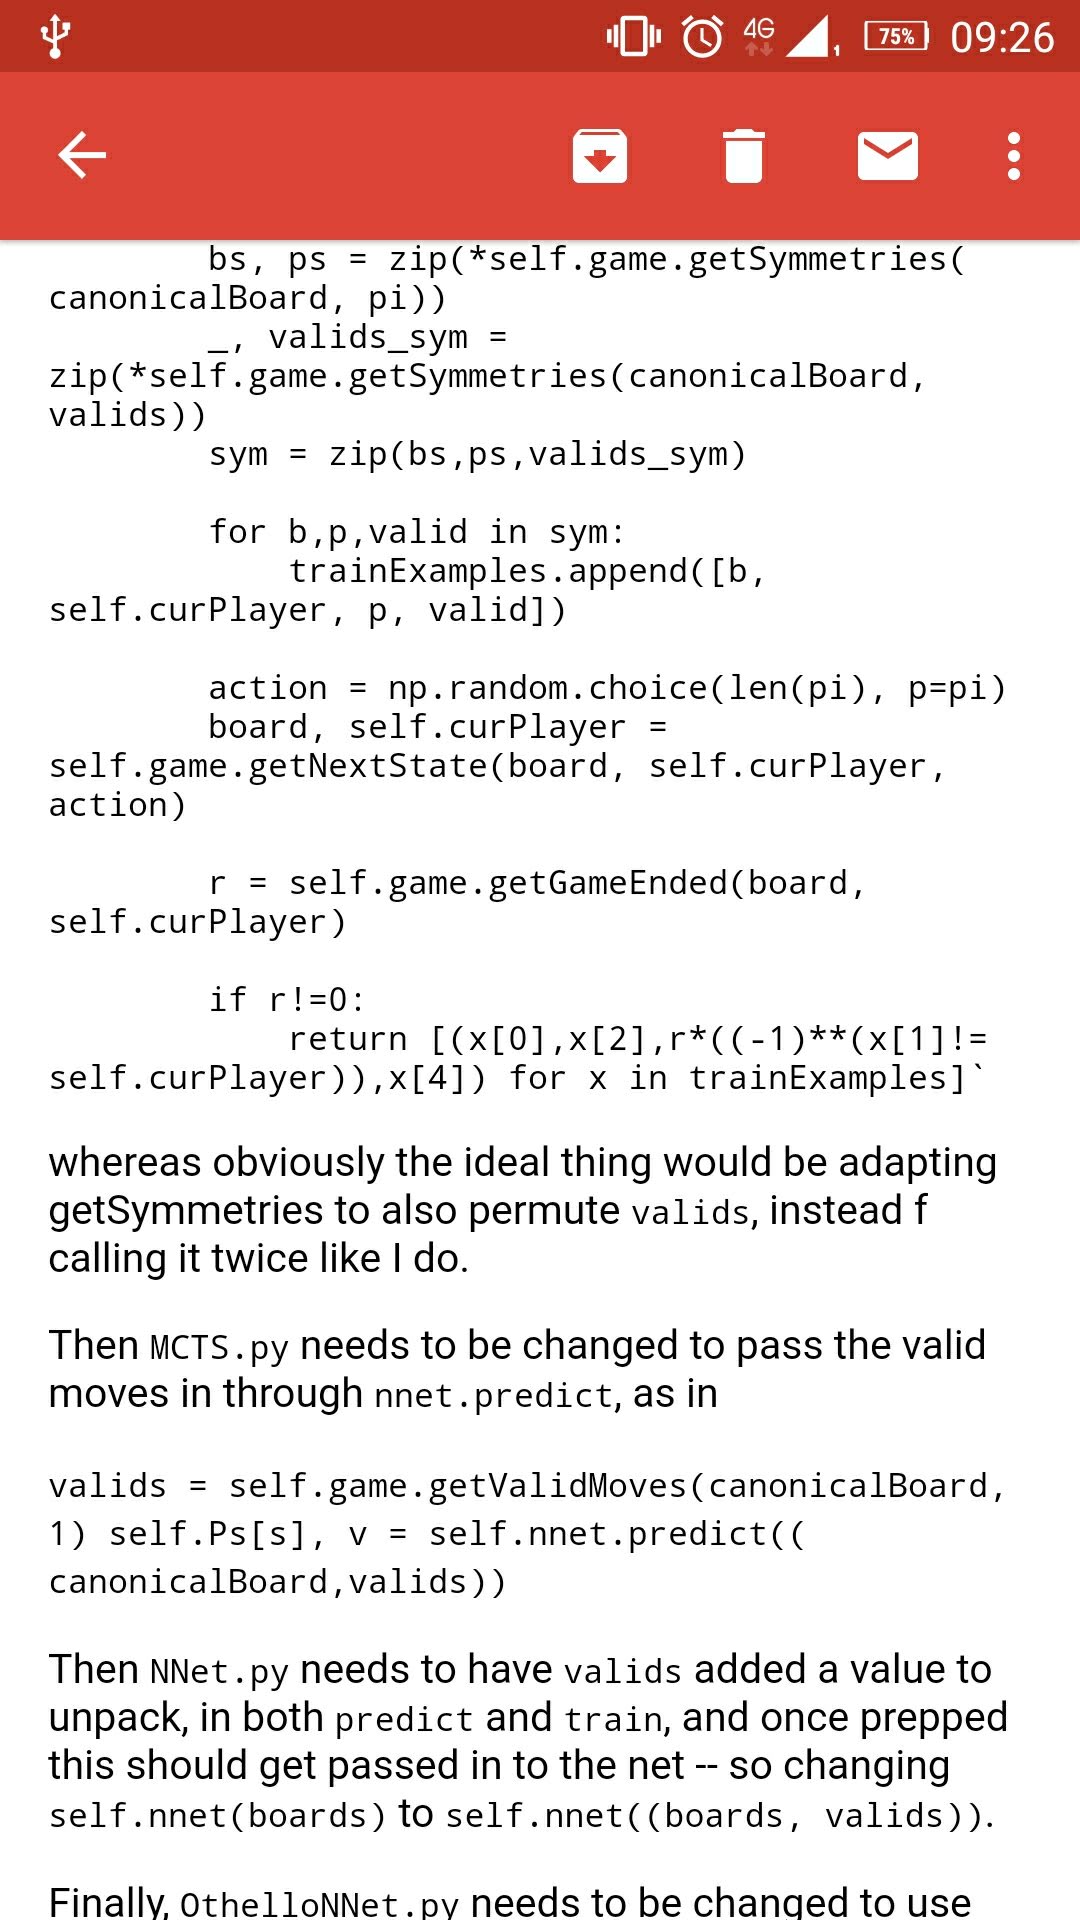 4G
1
75%
09:26
bs, ps = zip(*self.game.getSymmetries(
canonicalBoard, pi))
_, valids_sym =
zip(*self.game.getSymmetries(canonicalBoard,
valids))
sym = zip(bs,ps,valids_sym)
for b,p,valid in sym:
trainExamples.append([b,
self.curPlayer, p, valid])
action = np.random.choice(len(pi), p=pi)
board, self.curPlayer =
self.game.getNextState(board, self.curPlayer,
action)
r = self.game.getGameEnded(board,
self.curPlayer)
if r!=0:
return [(x[0],x[2],r*((-1)**(x[1]!=
self.curPlayer)),x[4]) for x in trainExamples]`
whereas obviously the ideal thing would be adapting
getSymmetries to also permute valids, instead f
calling it twice like I do.
Then MCTS.py needs to be changed to pass the valid
moves in through nnet.predict, as in
valids = self.game.getValidMoves(canonicalBoard,
1) self.Ps[s], v = self.nnet.predict((
canonicalBoard,valids))
Then NNet.py needs to have valids added a value to
unpack, in both predict and train, and once prepped
this should get passed in to the net -- so changing
self.nnet(boards) to self.nnet((boards, valids)).
Finally, OthelloNNet.py needs to be changed to use